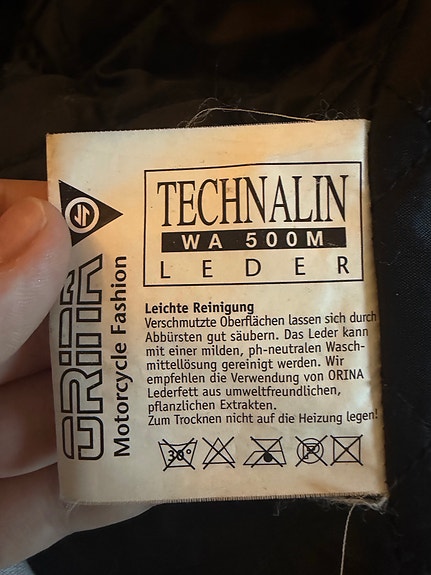 TECHNALIN
WA 500M
LEDER
Leichte Reinigung
Verschmutzte Oberflächen lassen sich durch
Abbürsten gut säubern. Das Leder kann
mit einer milden, ph-neutralen Wasch-
mittellösung gereinigt werden. Wir
empfehlen die Verwendung von ORINA
Lederfett aus umweltfreundlichen,
pflanzlichen Extrakten.
Zum Trocknen nicht auf die Heizung legen!
30°
P
ORINA
Motorcycle Fashion